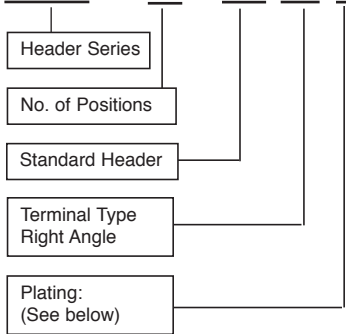 Header Series
No. of Positions
Standard Header
Terminal Type
Right Angle
Plating:
(See below)